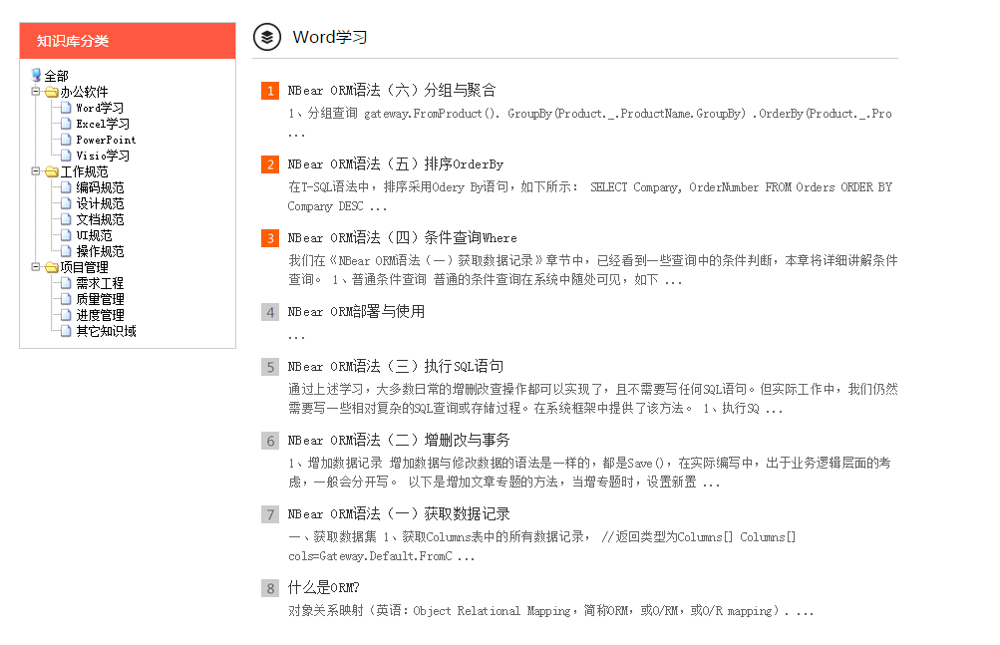 知识库分类
全部
办公软件
Word学习
Excel学习
PowerPoint
Visio学习
工作规范
编码规范
设计规范
文档规范
UI规范
操作规范
项目管理
需求工程
质量管理
进度管理
其它知识域
Word学习
1 NBear ORM语法（六）分组与聚合
1、分组查询 gateway.FromProduct(). GroupBy(Product._.ProductName.GroupBy) .OrderBy(Product._.Pro
...
2 NBear ORM语法（五）排序OrderBy
在T-SQL语法中，排序采用Odery By语句，如下所示： SELECT Company, OrderNumber FROM Orders ORDER BY
Company DESC ...
3 NBear ORM语法（四）条件查询Where
我们在《NBear ORM语法（一）获取数据记录》章节中，已经看到一些查询中的条件判断，本章将详细讲解条件
查询。 1、普通条件查询 普通的条件查询在系统中随处可见，如下 ...
4 NBear ORM部署与使用
...
5 NBear ORM语法（三）执行SQL语句
通过上述学习，大多数日常的增删改查操作都可以实现了，且不需要写任何SQL语句。但实际工作中，我们仍然
需要写一些相对复杂的SQL查询或存储过程。在系统框架中提供了该方法。 1、执行SQ ...
6 NBear ORM语法（二）增删改与事务
1、增加数据记录 增加数据与修改数据的语法是一样的，都是Save()，在实际编写中，出于业务逻辑层面的考
虑，一般会分开写。 以下是增加文章专题的方法，当增专题时，设置新置 ...
7 NBear ORM语法（一）获取数据记录
一、获取数据集 1、获取Columns表中的所有数据记录， //返回类型为Columns[] Columns[]
cols=Gateway.Default.FromC ...
8 什么是ORM?
对象关系映射（英语：Object Relational Mapping，简称ORM，或O/RM，或O/R mapping）. ...